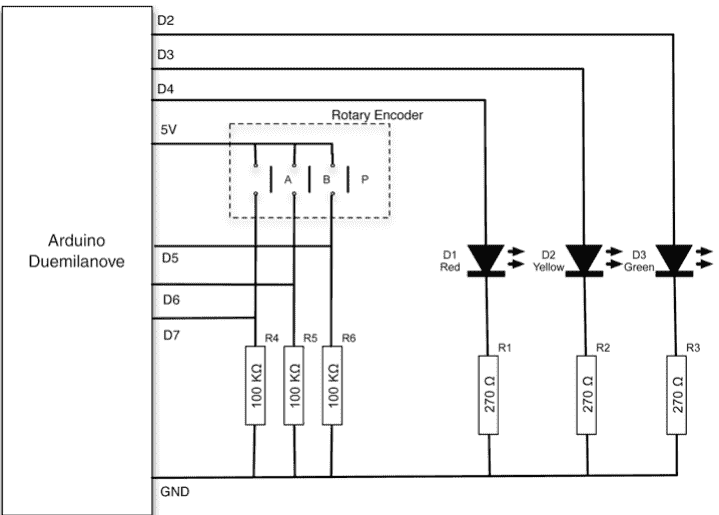 D2
D3
D4
Rotary Encoder
5V
A
B
P
Arduino
Duemilanove
D5
D6
D7
D1
Red
D2
Yellow
D3
Green
R4
R5
R6
R1
R2
R3
100 KΩ
100 KΩ
100 KΩ
270 Ω
270 Ω
270 Ω
GND